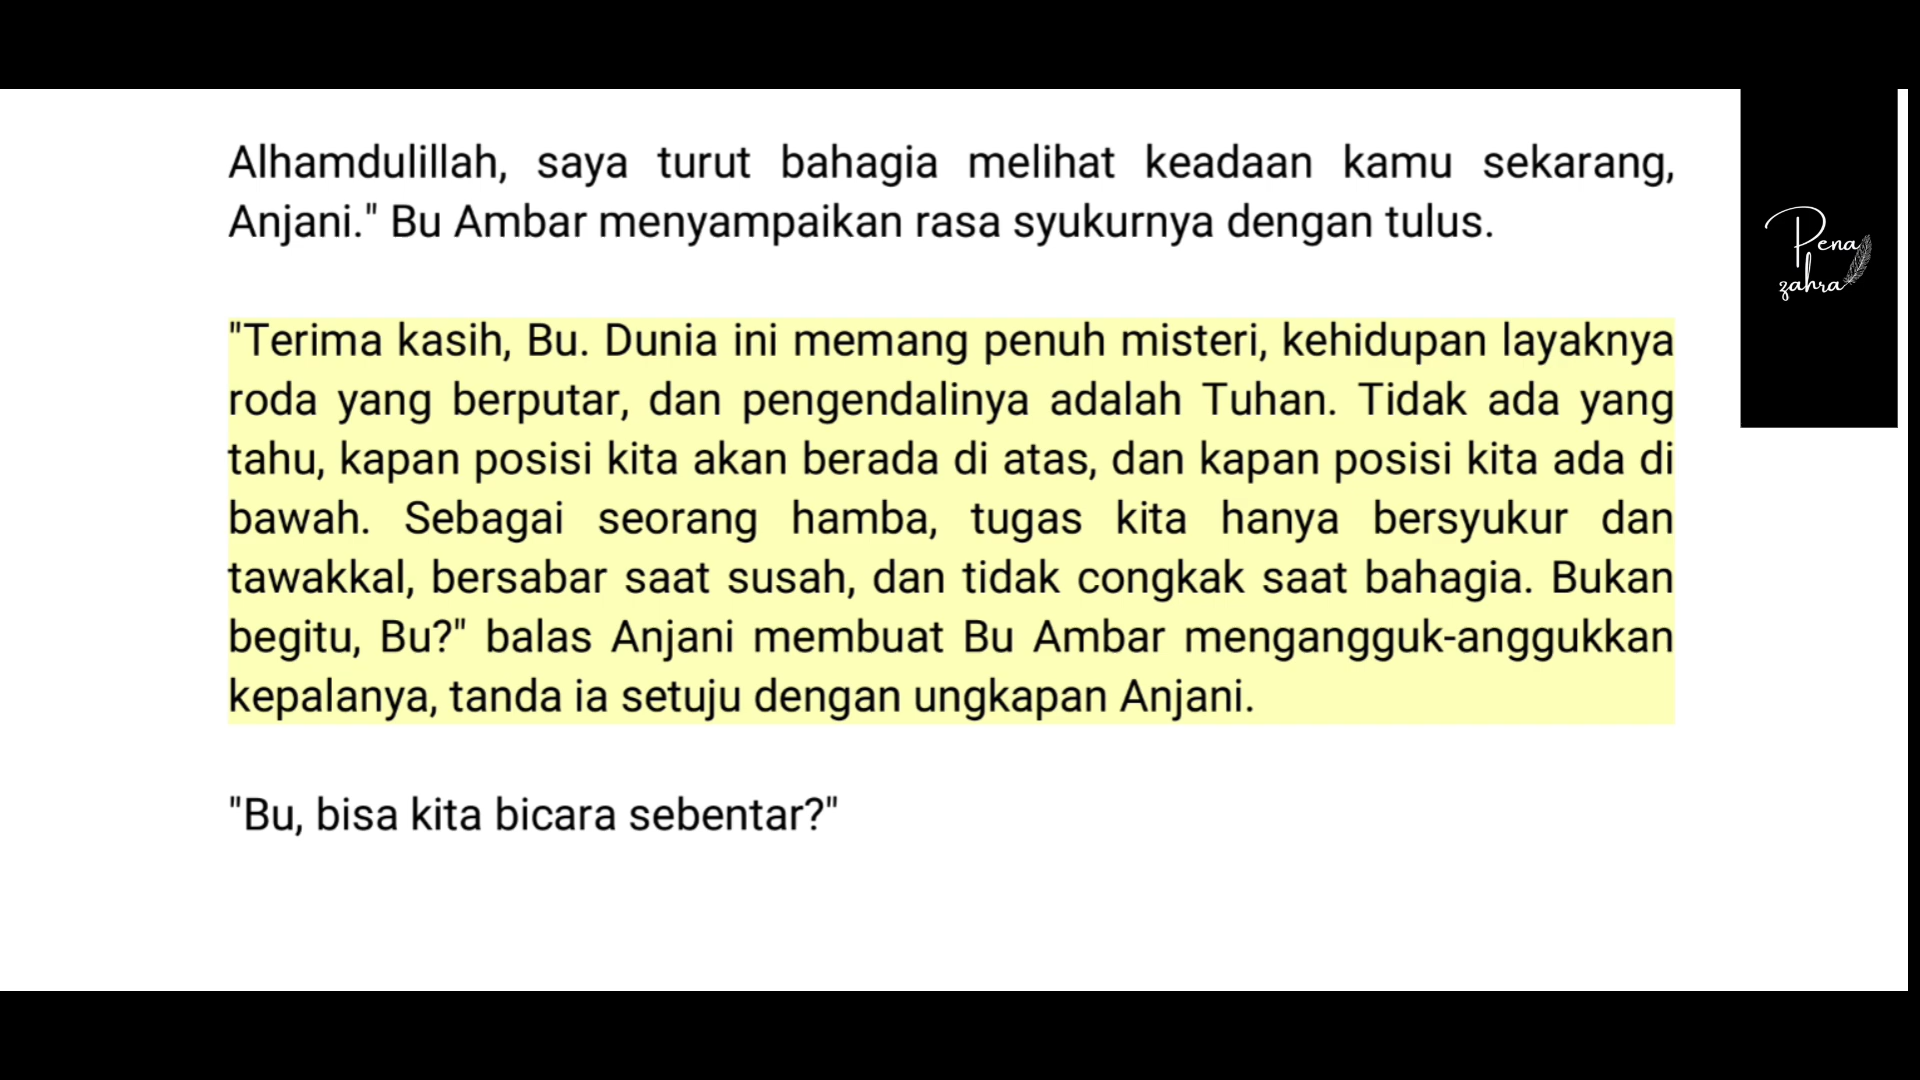 Alhamdulillah, saya turut bahagia melihat keadaan kamu sekarang,
Anjani." Bu Ambar menyampaikan rasa syukurnya dengan tulus.
"Terima kasih, Bu. Dunia ini memang penuh misteri, kehidupan layaknya
roda yang berputar, dan pengendalinya adalah Tuhan. Tidak ada yang
tahu, kapan posisi kita akan berada di atas, dan kapan posisi kita ada di
bawah. Sebagai seorang hamba, tugas kita hanya bersyukur dan
tawakkal, bersabar saat susah, dan tidak congkak saat bahagia. Bukan
begitu, Bu?" balas Anjani membuat Bu Ambar mengangguk-anggukkan
kepalanya, tanda ia setuju dengan ungkapan Anjani.
"Bu, bisa kita bicara sebentar?"
Pena
zahra